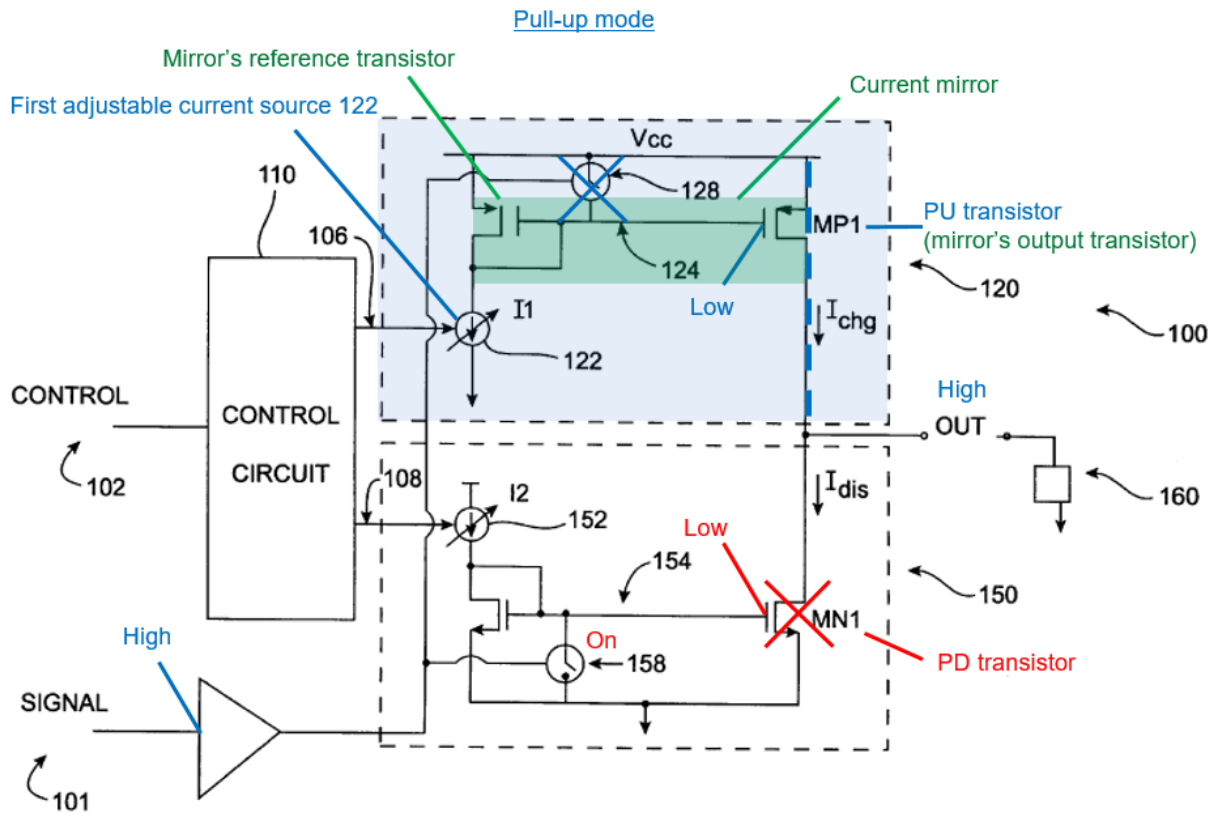 Pull-up mode
Mirror's reference transistor
Current mirror
First adjustable current source 122
Vcc
110
128
106
MP1
PU transistor
(mirror's output transistor)
124
Low
120
I1
Ichg
100
122
High
CONTROL
CONTROL
CIRCUIT
OUT
102
108
I2
Idis
160
152
Low
154
150
High
On
MN1
158
PD transistor
SIGNAL
101